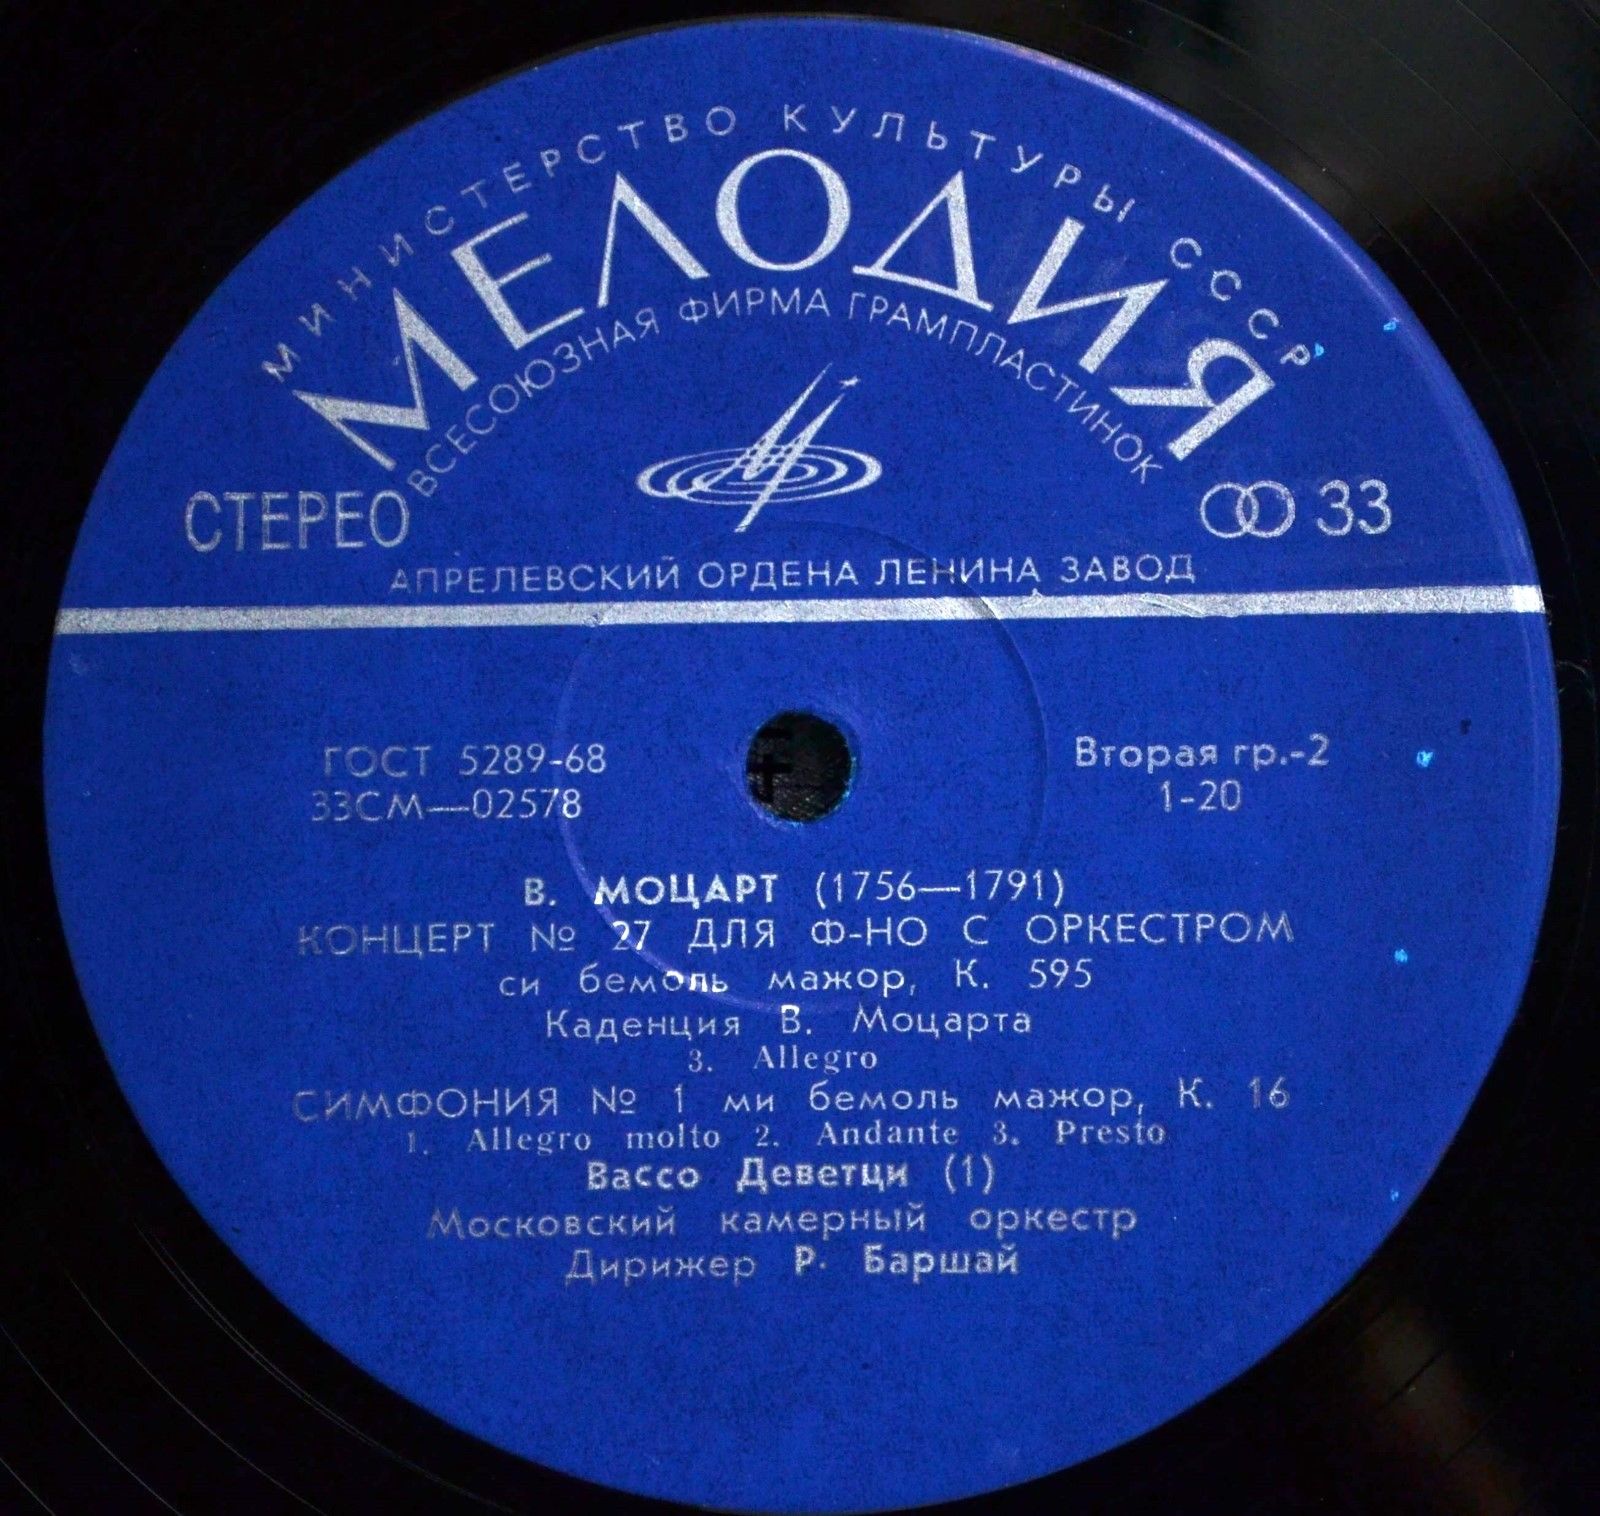 МИНИСТЕРСТВО КУЛЬТУРЫ СССР
МЕЛОДИЯ
ВСЕСОЮЗНАЯ ФИРМА ГРАМПЛАСТИНОК
СТЕРЕО
33
АПРЕЛЕВСКИЙ ОРДЕНА ЛЕНИНА ЗАВОД
ГОСТ 5289-68
33СМ—02578
Вторая гр.-2
1-20
В. МОЦАРТ (1756—1791)
КОНЦЕРТ № 27 ДЛЯ Ф-НО С ОРКЕСТРОМ
си бемоль мажор, К. 595
Каденция В. Моцарта
3. Allegro
СИМФОНИЯ № 1 ми бемоль мажор, К. 16
1. Allegro molto 2. Andante 3. Presto
Вассо Деветци (1)
Московский камерный оркестр
Дирижер Р. Баршай